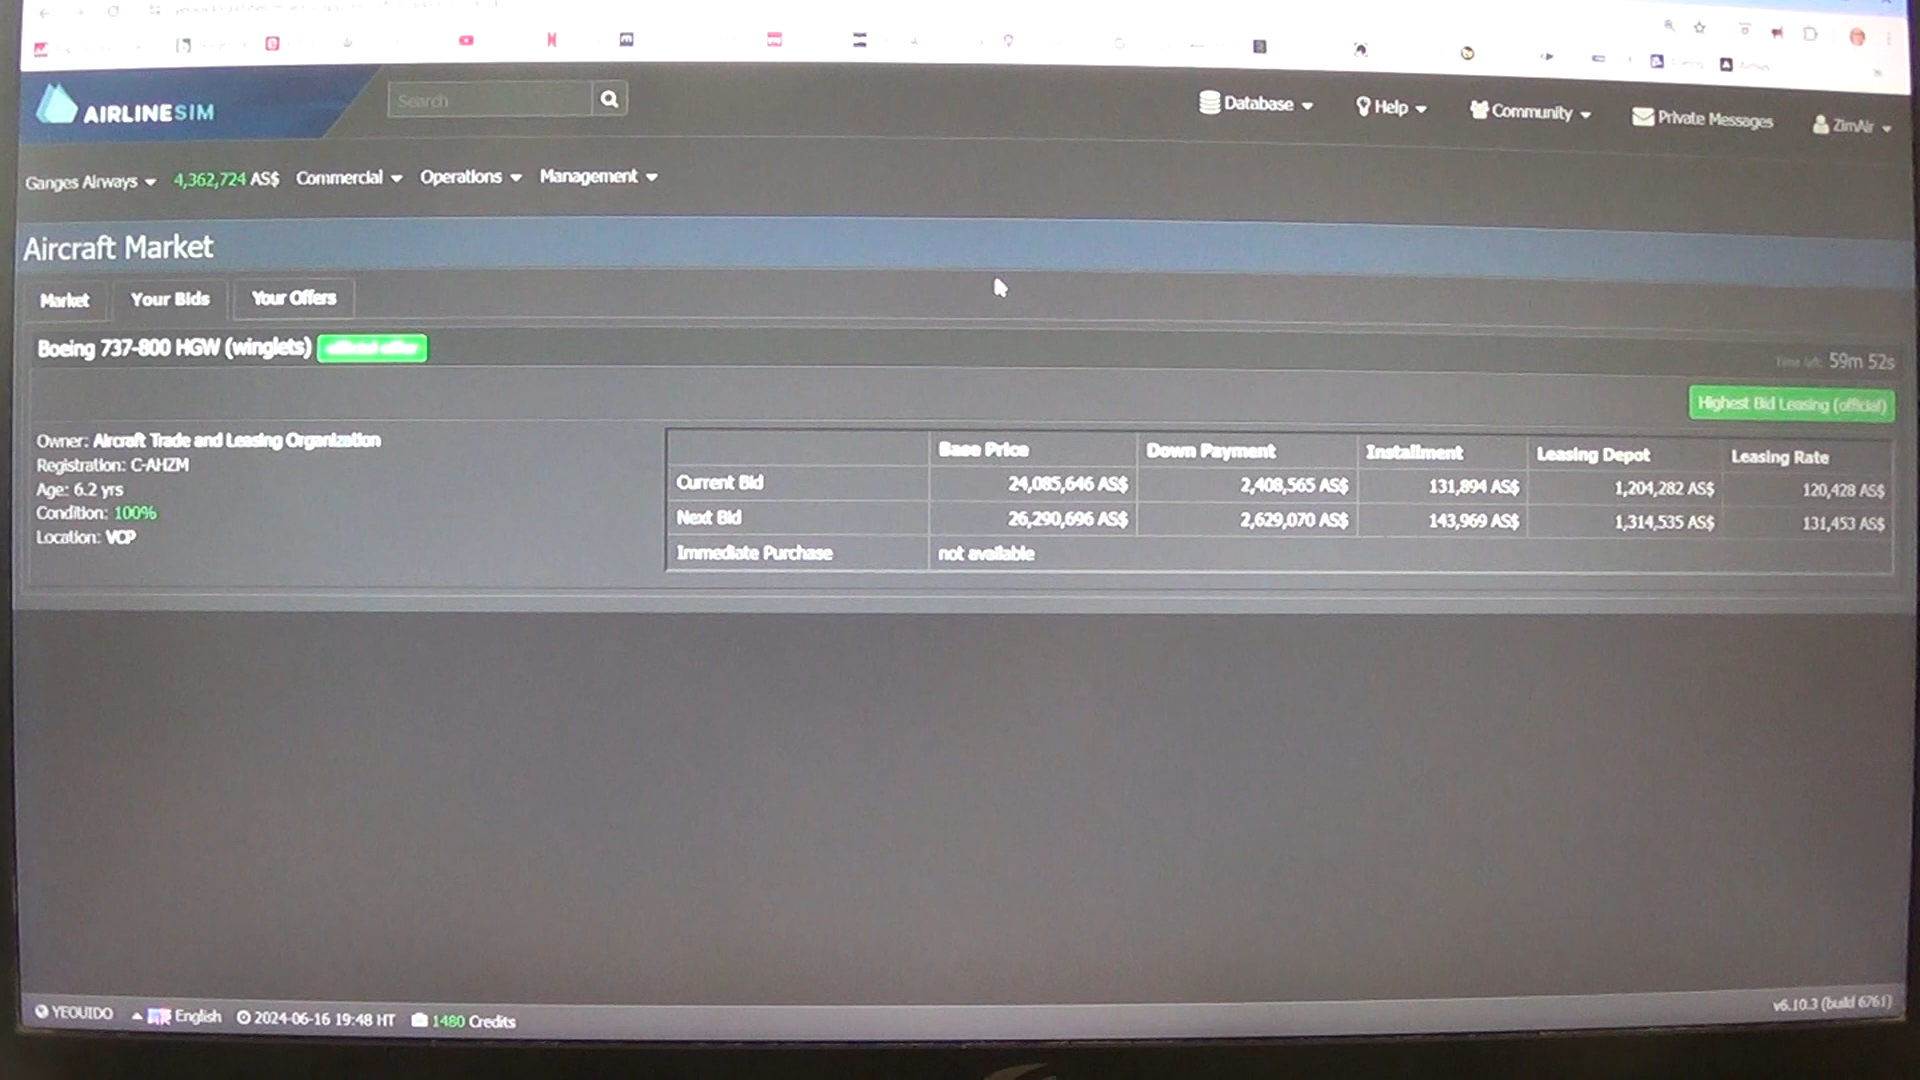 AIRLINESIM
Search
Database
Help
Community
Private Messages
ZimAir
Ganges Airways
4,362,724 AS$
Commercial
Operations
Management
Aircraft Market
Market
Your Bids
Your Offers
Boeing 737-800 HGW (winglets)
official offer
Time left: 59m 52s
Highest Bid Leasing (official)
Owner: Aircraft Trade and Leasing Organization
Registration: C-AHZM
Age: 6.2 yrs
Condition: 100%
Location: VCP
Base Price Down Payment Installment Leasing Depot Leasing Rate
Current Bid 24,085,646 AS$ 2,408,565 AS$ 131,894 AS$ 1,204,282 AS$ 120,428 AS$
Next Bid 26,290,696 AS$ 2,629,070 AS$ 143,969 AS$ 1,314,535 AS$ 131,453 AS$
Immediate Purchase not available
YEOUIDO
English
2024-06-16 19:48 HT
1480 Credits
v6.10.3 (build 6761)